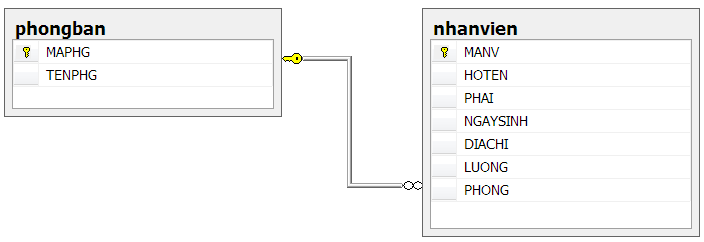 phongban
MAPHG
TENPHG
nhanvien
MANV
HOTEN
PHAI
NGAYSINH
DIACHI
LUONG
PHONG